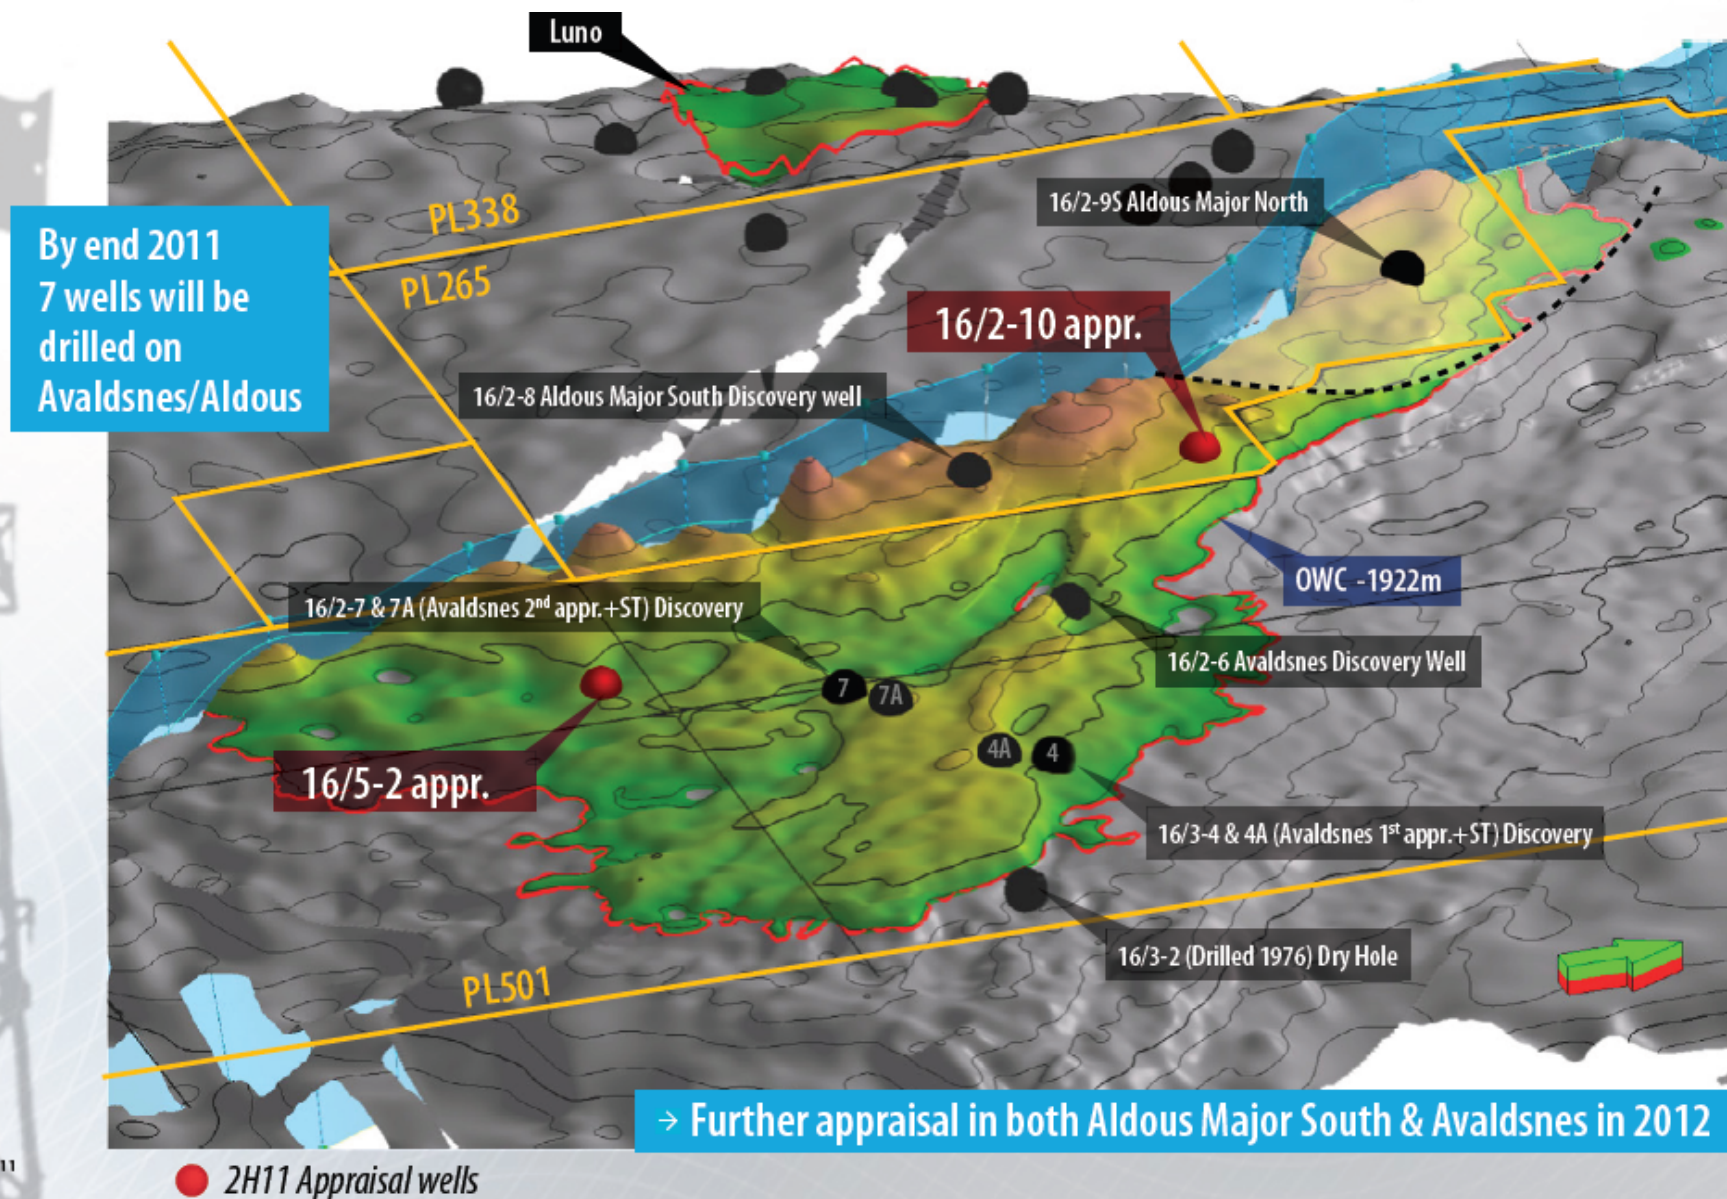 Luno
PL338
PL265
By end 2011
7 wells will be
drilled on
Avaldsnes/Aldous
16/2-9S Aldous Major North
16/2-10 appr.
16/2-8 Aldous Major South Discovery well
OWC -1922m
16/2-7 & 7A (Avaldsnes 2nd appr.+ST) Discovery
16/2-6 Avaldsnes Discovery Well
7
7A
4A
4
16/5-2 appr.
16/3-4 & 4A (Avaldsnes 1st appr.+ST) Discovery
16/3-2 (Drilled 1976) Dry Hole
PL501
→ Further appraisal in both Aldous Major South & Avaldsnes in 2012
2H11 Appraisal wells